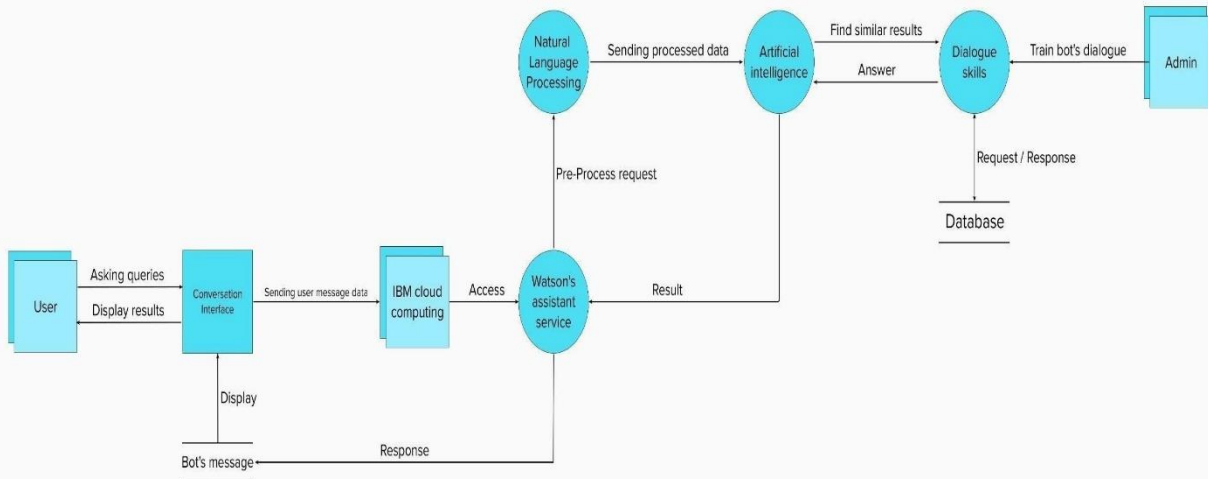 Natural
Language
Processing
Sending processed data
Artificial
intelligence
Find similar results
Answer
Dialogue
skills
Train bot's dialogue
Admin
Pre-Process request
Request / Response
Database
User
Asking queries
Display results
Conversation
Interface
Sending user message data
IBM cloud
computing
Access
Watson's
assistant
service
Result
Display
Bot's message
Response